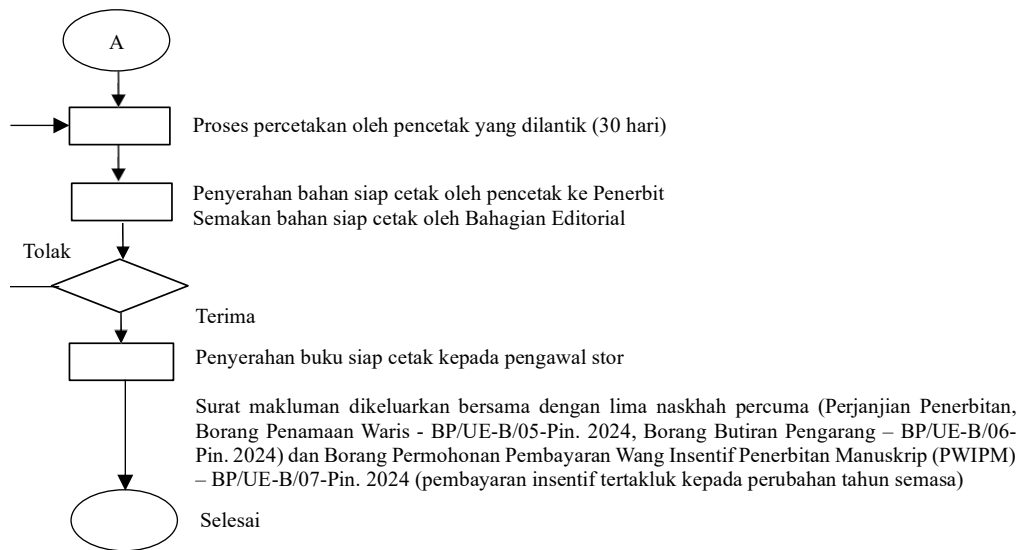 A
Proses percetakan oleh pencetak yang dilantik (30 hari)
Penyerahan bahan siap cetak oleh pencetak ke Penerbit
Semakan bahan siap cetak oleh Bahagian Editorial
Tolak
Terima
Penyerahan buku siap cetak kepada pengawal stor
Surat makluman dikeluarkan bersama dengan lima naskhah percuma (Perjanjian Penerbitan,
Borang Penamaan Waris - BP/UE-B/05-Pin. 2024, Borang Butiran Pengarang – BP/UE-B/06-
Pin. 2024) dan Borang Permohonan Pembayaran Wang Insentif Penerbitan Manuskrip (PWIPM)
– BP/UE-B/07-Pin. 2024 (pembayaran insentif tertakluk kepada perubahan tahun semasa)
Selesai